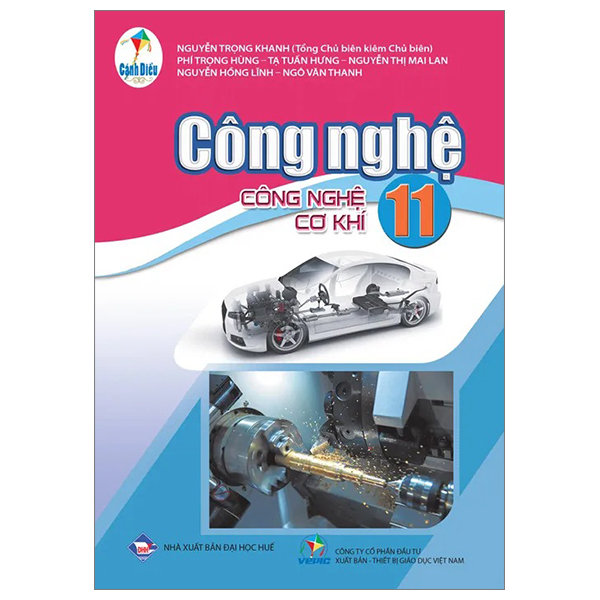 NGUYỄN TRỌNG KHANH (Tổng Chủ biên kiêm Chủ biên)
PHÍ TRỌNG HÙNG – TẠ TUẤN HƯNG – NGUYỄN THỊ MAI LAN
NGUYỄN HỒNG LĨNH – NGÔ VĂN THANH
Cánh Diều
Công nghệ
CÔNG NGHỆ
CƠ KHÍ
11
ĐHH
NHÀ XUẤT BẢN ĐẠI HỌC HUẾ
VEPIC
CÔNG TY CỔ PHẦN ĐẦU TƯ
XUẤT BẢN - THIẾT BỊ GIÁO DỤC VIỆT NAM